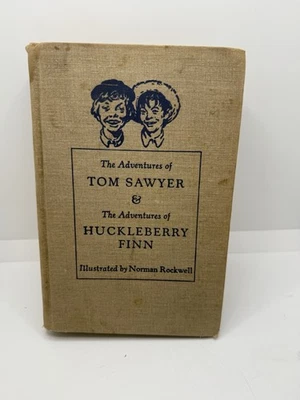 The Adventures of
TOM SAWYER
&
The Adventures of
HUCKLEBERRY
FINN
Illustrated by Norman Rockwell